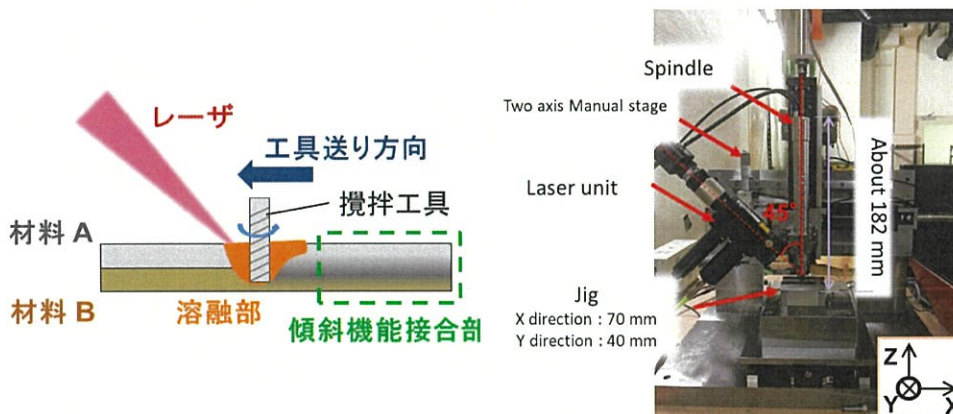 レーザ
工具送り方向
攪拌工具
材料 A
材料 B
溶融部
傾斜機能接合部
Spindle
Two axis Manual stage
Laser unit
45°
About 182 mm
Jig
X direction : 70 mm
Y direction : 40 mm
Z
Y
X